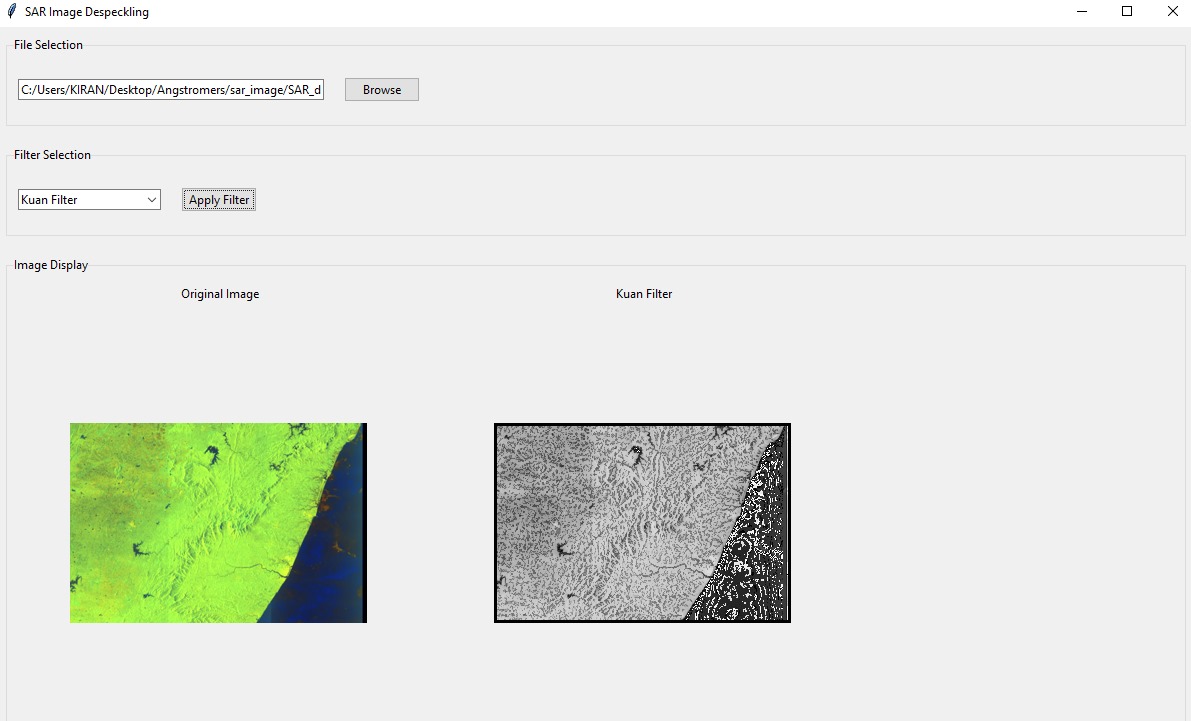 SAR Image Despeckling
File Selection
C:/Users/KIRAN/Desktop/Angstromers/sar_image/SAR_d
Browse
Filter Selection
Kuan Filter
Apply Filter
Image Display
Original Image
Kuan Filter